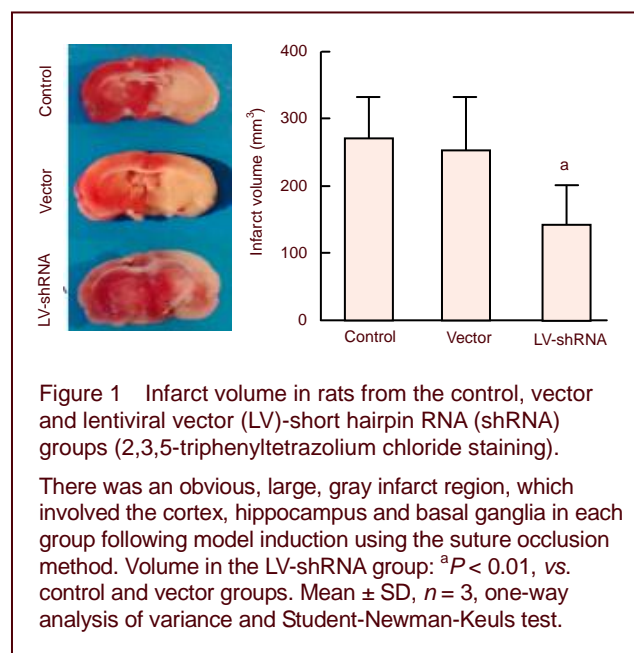 Control
Vector
LV-shRNA
Infarct volume (mm³)
400
300
200
100
0
a
Control Vector LV-shRNA
Figure 1 Infarct volume in rats from the control, vector
and lentiviral vector (LV)-short hairpin RNA (shRNA)
groups (2,3,5-triphenyltetrazolium chloride staining).
There was an obvious, large, gray infarct region, which
involved the cortex, hippocampus and basal ganglia in each
group following model induction using the suture occlusion
method. Volume in the LV-shRNA group: ᵃP < 0.01, vs.
control and vector groups. Mean ± SD, n = 3, one-way
analysis of variance and Student-Newman-Keuls test.